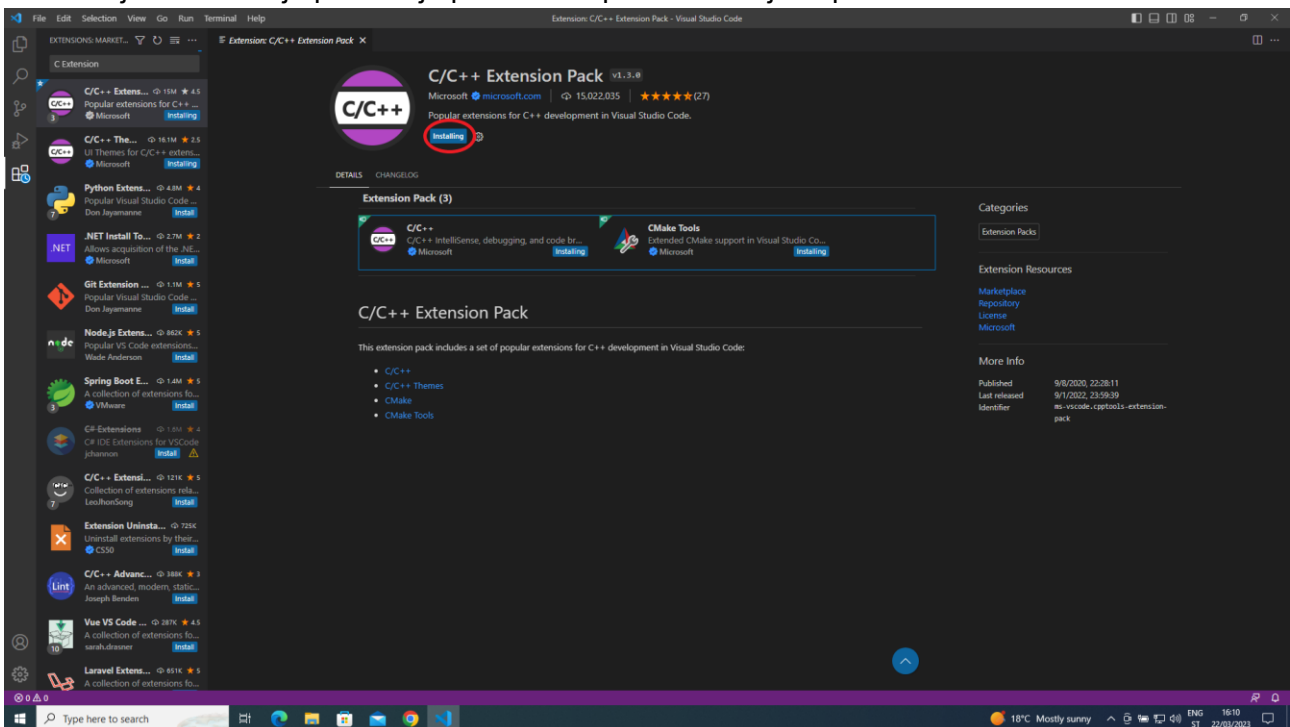 File Edit Selection View Go Run Terminal Help
Extension: C/C++ Extension Pack - Visual Studio Code
EXTENSIONS: MARKET...
Extension: C/C++ Extension Pack
C Extension
C/C++ Extens... 15M ★ 4.5
Popular extensions for C++ ...
Microsoft Installing
3
C/C++ The... 16.1M ★ 2.5
UI Themes for C/C++ extens...
Microsoft Installing
Python Extens... 4.8M ★ 4
Popular Visual Studio Code ...
Don Jayamanne Install
7
.NET Install To... 2.7M ★ 2
Allows acquisition of the .NE...
Microsoft Install
Git Extension ... 1.1M ★ 5
Popular Visual Studio Code ...
Don Jayamanne Install
Node.js Extens... 862K ★ 5
Popular VS Code extensions...
Wade Anderson Install
Spring Boot E... 1.4M ★ 5
A collection of extensions fo...
VMware Install
3
C# Extensions 1.8M ★ 4
C# IDE Extensions for VSCode
jchannon Install
C/C++ Extensi... 121K ★ 5
Collection of extensions rela...
LeoJhonSong Install
7
Extension Uninsta... 725K
Uninstall extensions by their...
CS50 Install
C/C++ Advanc... 388K ★ 3
An advanced, modern, static...
Joseph Benden Install
Vue VS Code ... 287K ★ 4.5
A collection of extensions fo...
sarah.drasner Install
10
Laravel Extens... 651K ★ 5
A collection of extensions fo...
C/C++
C/C++ Extension Pack v1.3.0
Microsoft microsoft.com 15,022,035 ★★★★★(27)
Popular extensions for C++ development in Visual Studio Code.
Installing
DETAILS CHANGELOG
Extension Pack (3)
C/C++
C/C++ IntelliSense, debugging, and code br...
Microsoft Installing
CMake Tools
Extended CMake support in Visual Studio Co...
Microsoft Installing
C/C++ Extension Pack
This extension pack includes a set of popular extensions for C++ development in Visual Studio Code:
• C/C++
• C/C++ Themes
• CMake
• CMake Tools
Categories
Extension Packs
Extension Resources
Marketplace
Repository
License
Microsoft
More Info
Published 9/8/2020, 22:28:11
Last released 9/1/2022, 23:59:39
Identifier ms-vscode.cpptools-extension-
pack
0 0
Type here to search
18°C Mostly sunny
ENG 16:10
ST 22/03/2023